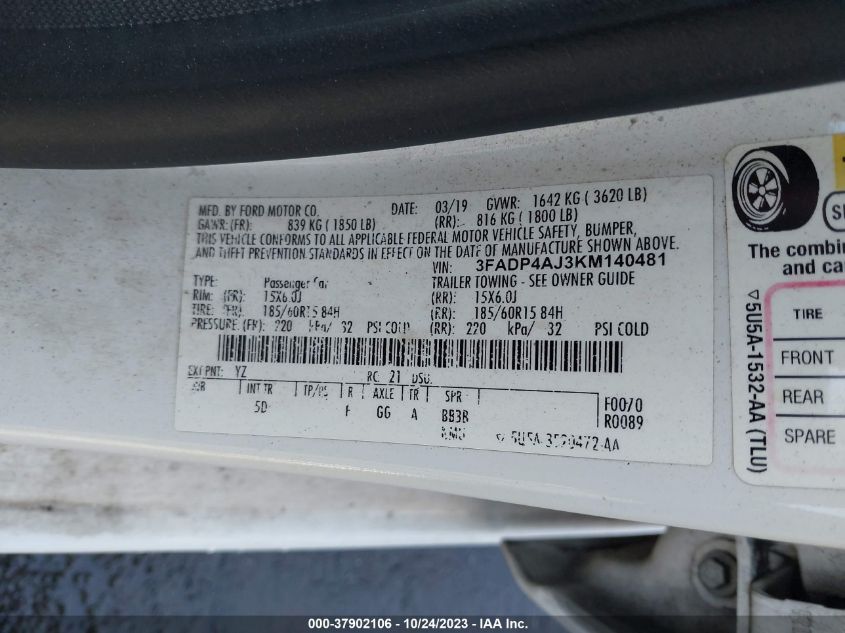 MFD. BY FORD MOTOR CO. DATE: 03/19 GVWR: 1642 KG ( 3620 LB)
GAWR:(FR): 839 KG ( 1850 LB) (RR): 816 KG ( 1800 LB)
THIS VEHICLE CONFORMS TO ALL APPLICABLE FEDERAL MOTOR VEHICLE SAFETY, BUMPER,
AND THEFT PREVENTION STANDARDS IN EFFECT ON THE DATE OF MANUFACTURE SHOWN ABOVE.
VIN: 3FADP4AJ3KM140481
TYPE: Passenger Car TRAILER TOWING - SEE OWNER GUIDE
RIM: (FR): 15X6.0J (RR): 15X6.0J
TIRE: (FR): 185/60R15 84H (RR): 185/60R15 84H
PRESSURE:(FR): 220 kPa/ 32 PSI COLD (RR): 220 kPa/ 32 PSI COLD
EXT PNT: YZ RC: 21 DSO:
INT TR TP/PS R AXLE TR SPR
5D F GG A BB3B
F0070
R0089
The combin
and ca
TIRE
FRONT
REAR
SPARE
5U5A-1532-AA (TLU)
000-37902106 - 10/24/2023 - IAA Inc.